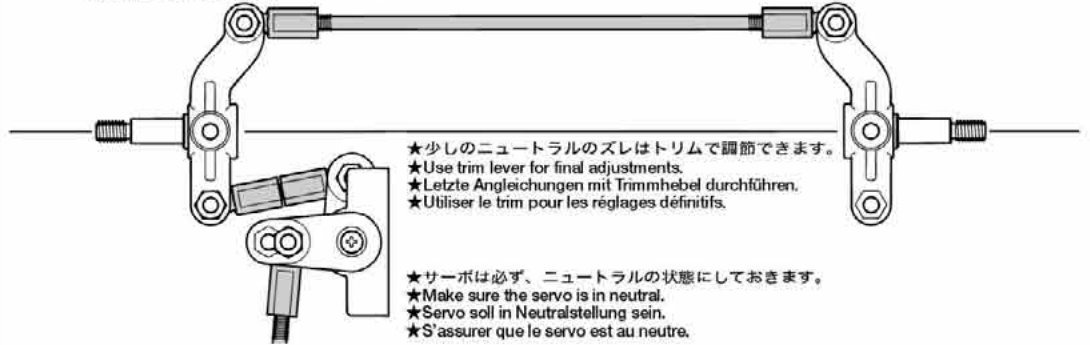 ★少しのニュートラルのズレはトリムで調節できます。
★Use trim lever for final adjustments.
★Letzte Angleichungen mit Trimmhebel durchführen.
★Utiliser le trim pour les réglages définitifs.
★サーボは必ず、ニュートラルの状態にしておきます。
★Make sure the servo is in neutral.
★Servo soll in Neutralstellung sein.
★S'assurer que le servo est au neutre.